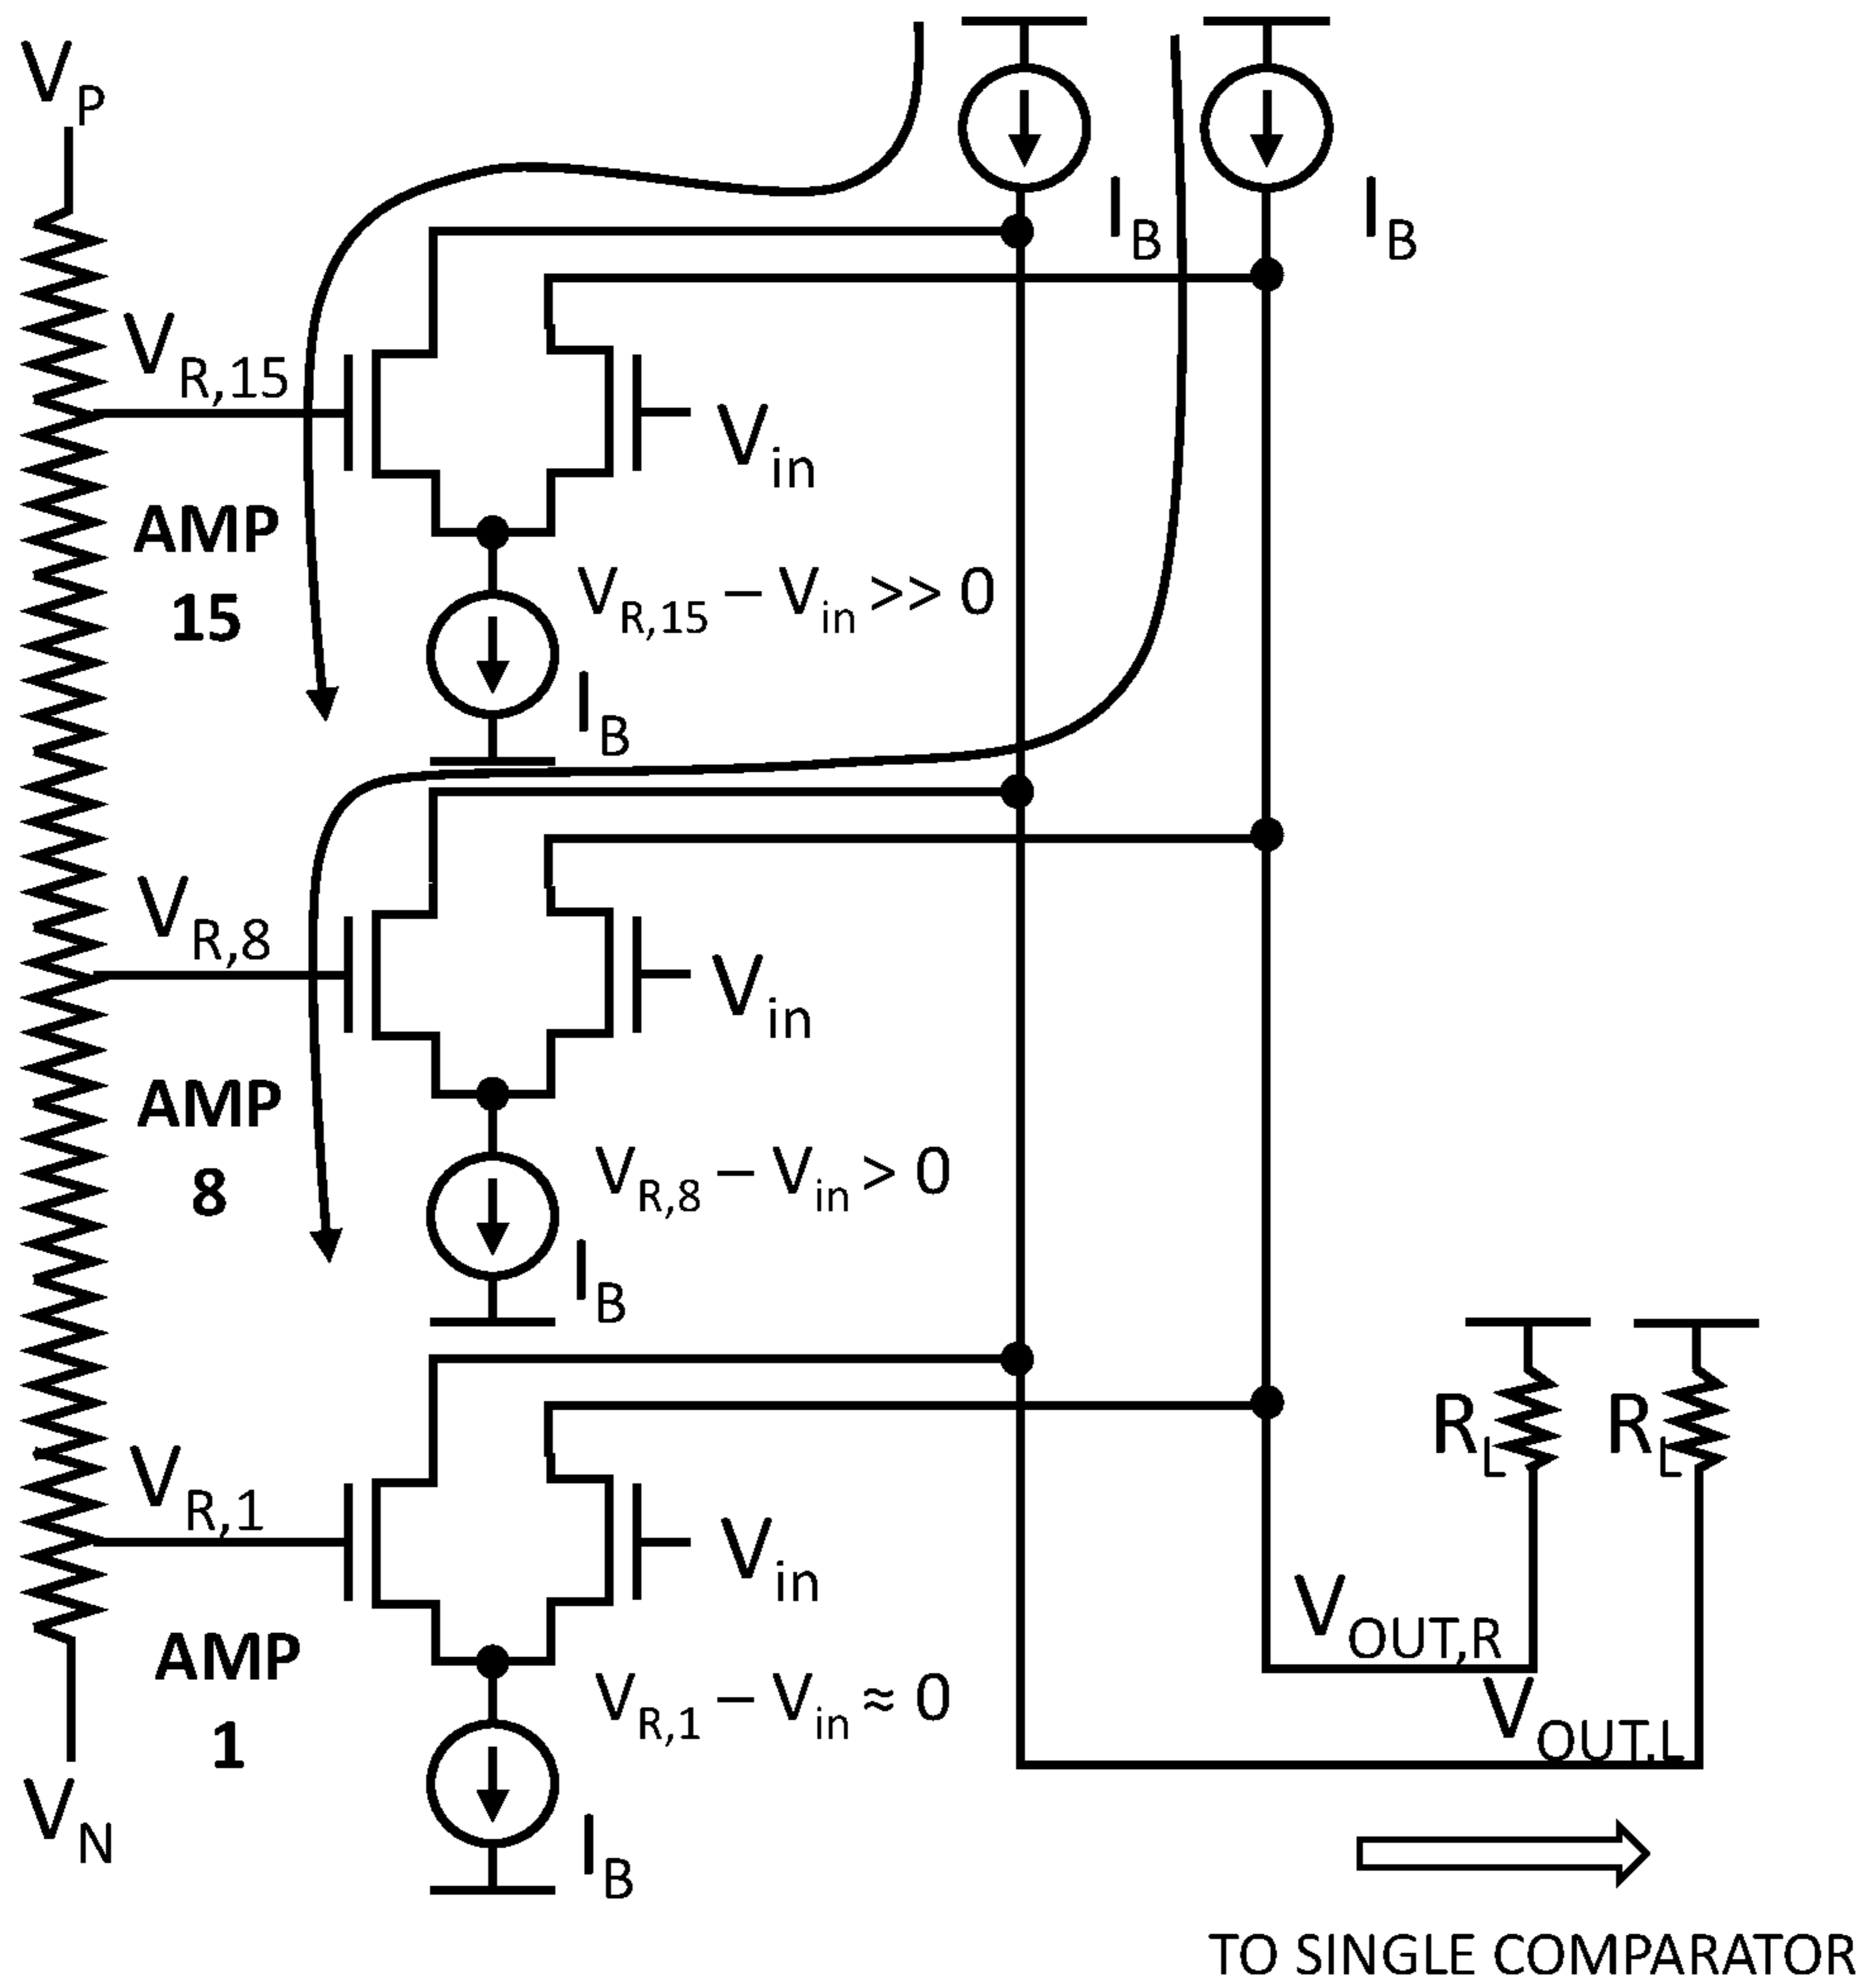 V_P
I_B
I_B
V_R,15
V_in
AMP
15
V_R,15 – V_in >> 0
I_B
V_R,8
V_in
AMP
8
V_R,8 – V_in > 0
I_B
R_L
R_L
V_R,1
V_in
V_OUT,R
AMP
1
V_R,1 – V_in ≈ 0
V_OUT,L
V_N
I_B
TO SINGLE COMPARATOR